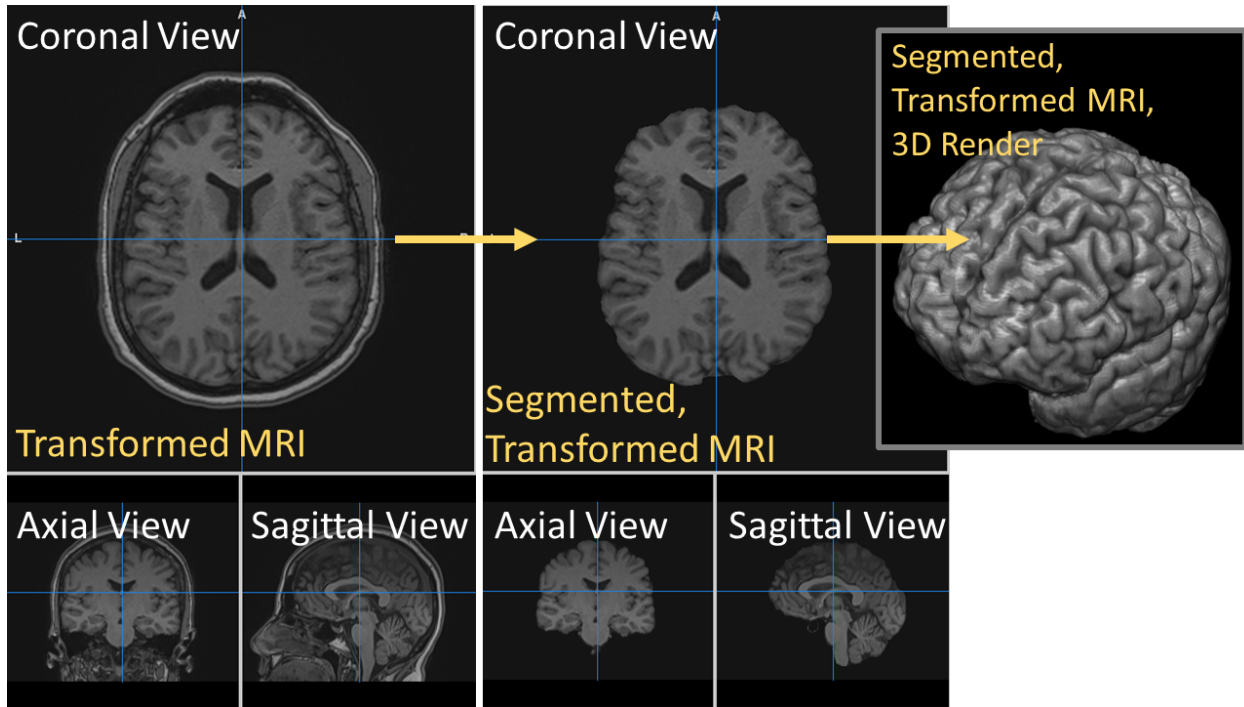 A
Coronal View
L
Transformed MRI
Axial View
Sagittal View
A
Coronal View
Segmented,
Transformed MRI
Axial View
Sagittal View
Segmented,
Transformed MRI,
3D Render